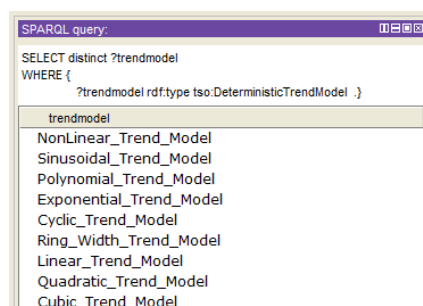 SPARQL query:
SELECT distinct ?trendmodel
WHERE {
?trendmodel rdf:type tso:DeterministicTrendModel .}
trendmodel
NonLinear_Trend_Model
Sinusoidal_Trend_Model
Polynomial_Trend_Model
Exponential_Trend_Model
Cyclic_Trend_Model
Ring_Width_Trend_Model
Linear_Trend_Model
Quadratic_Trend_Model
Cubic_Trend_Model